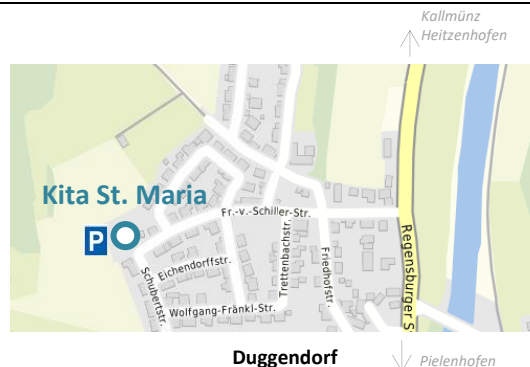 Kallmünz
Heitzenhofen
Kita St. Maria
P
Fr.-v.-Schiller-Str.
Eichendorffstr.
Schubertstr.
Wolfgang-Fränkl-Str.
Trettenbachstr.
Friedhofstr.
Regensburger S
Duggendorf
Pielenhofen